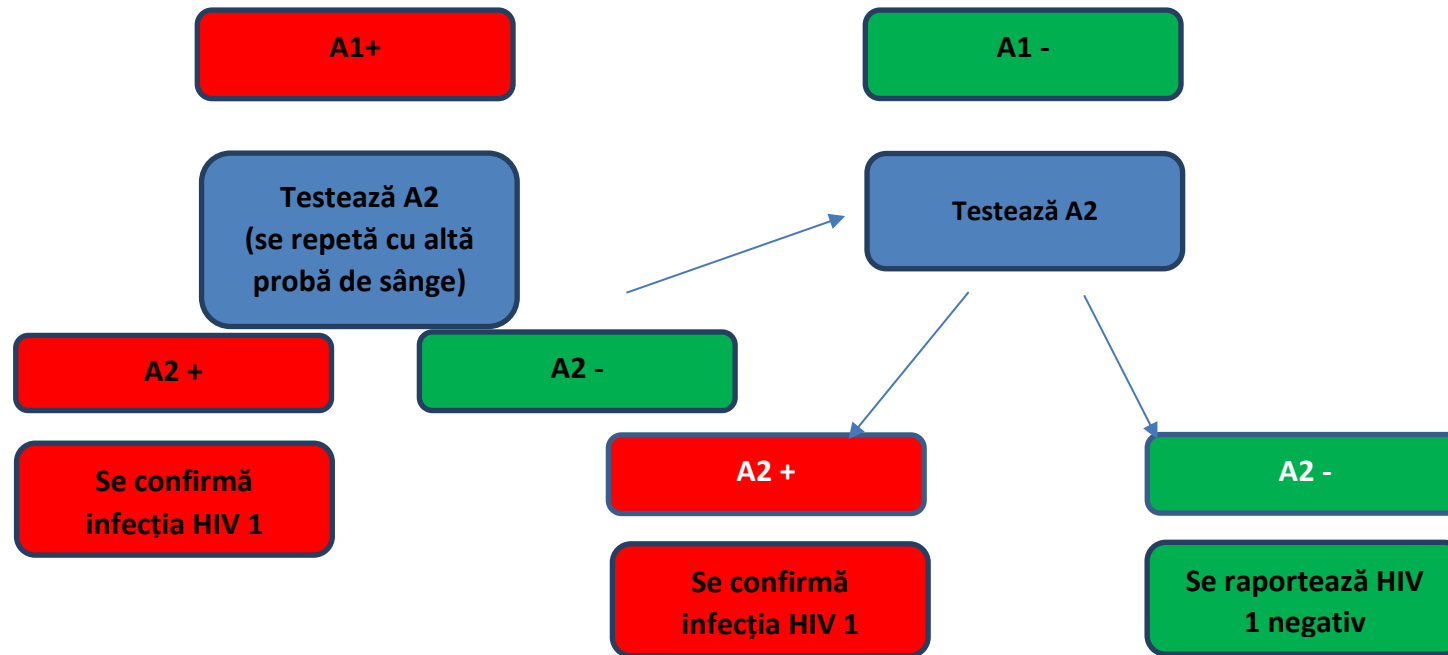 A1+
A1 -
Testează A2
(se repetă cu altă
probă de sânge)
Testează A2
A2 +
A2 -
Se confirmă
infecția HIV 1
A2 +
A2 -
Se confirmă
infecția HIV 1
Se raportează HIV
1 negativ